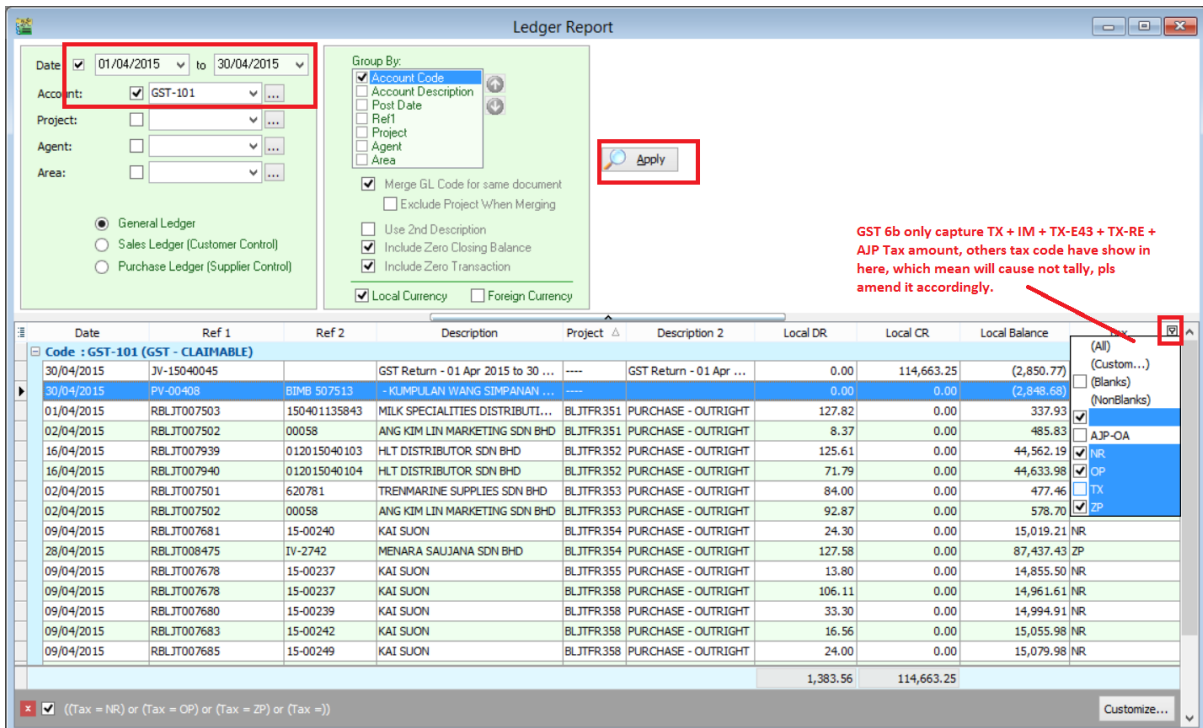 Ledger Report
Date 01/04/2015 to 30/04/2015
Account: GST-101 ...
Project: ...
Agent: ...
Area: ...
General Ledger
Sales Ledger (Customer Control)
Purchase Ledger (Supplier Control)
Group By:
Account Code
Account Description
Post Date
Ref1
Project
Agent
Area
Merge GL Code for same document
Exclude Project When Merging
Use 2nd Description
Include Zero Closing Balance
Include Zero Transaction
Local Currency Foreign Currency
Apply
GST 6b only capture TX + IM + TX-E43 + TX-RE +
AJP Tax amount, others tax code have show in
here, which mean will cause not tally, pls
amend it accordingly.
Date Ref 1 Ref 2 Description Project Description 2 Local DR Local CR Local Balance Tax
Code : GST-101 (GST - CLAIMABLE)
30/04/2015 JV-15040045 GST Return - 01 Apr 2015 to 30 ... ---- GST Return - 01 Apr ... 0.00 114,663.25 (2,850.77)
30/04/2015 PV-00408 BIMB 507513 - KUMPULAN WANG SIMPANAN ... ---- 0.00 0.00 (2,848.68)
01/04/2015 RBLJT007503 150401135843 MILK SPECIALITIES DISTRIBUTI... BLJTFR351 PURCHASE - OUTRIGHT 127.82 0.00 337.93
02/04/2015 RBLJT007502 00058 ANG KIM LIN MARKETING SDN BHD BLJTFR351 PURCHASE - OUTRIGHT 8.37 0.00 485.83
16/04/2015 RBLJT007939 012015040103 HLT DISTRIBUTOR SDN BHD BLJTFR352 PURCHASE - OUTRIGHT 125.61 0.00 44,562.19
16/04/2015 RBLJT007940 012015040104 HLT DISTRIBUTOR SDN BHD BLJTFR352 PURCHASE - OUTRIGHT 71.79 0.00 44,633.98
02/04/2015 RBLJT007501 620781 TRENMARINE SUPPLIES SDN BHD BLJTFR353 PURCHASE - OUTRIGHT 84.00 0.00 477.46
02/04/2015 RBLJT007502 00058 ANG KIM LIN MARKETING SDN BHD BLJTFR353 PURCHASE - OUTRIGHT 92.87 0.00 578.70
09/04/2015 RBLJT007681 15-00240 KAI SUON BLJTFR354 PURCHASE - OUTRIGHT 24.30 0.00 15,019.21 NR
28/04/2015 RBLJT008475 IV-2742 MENARA SAUJANA SDN BHD BLJTFR354 PURCHASE - OUTRIGHT 127.58 0.00 87,437.43 ZP
09/04/2015 RBLJT007678 15-00237 KAI SUON BLJTFR355 PURCHASE - OUTRIGHT 13.80 0.00 14,855.50 NR
09/04/2015 RBLJT007678 15-00237 KAI SUON BLJTFR358 PURCHASE - OUTRIGHT 106.11 0.00 14,961.61 NR
09/04/2015 RBLJT007680 15-00239 KAI SUON BLJTFR358 PURCHASE - OUTRIGHT 33.30 0.00 14,994.91 NR
09/04/2015 RBLJT007683 15-00242 KAI SUON BLJTFR358 PURCHASE - OUTRIGHT 16.56 0.00 15,055.98 NR
09/04/2015 RBLJT007685 15-00249 KAI SUON BLJTFR358 PURCHASE - OUTRIGHT 24.00 0.00 15,079.98 NR
(All)
(Custom...)
(Blanks)
(NonBlanks)
AJP-OA
NR
OP
TX
ZP
1,383.56 114,663.25
((Tax = NR) or (Tax = OP) or (Tax = ZP) or (Tax =))
Customize...